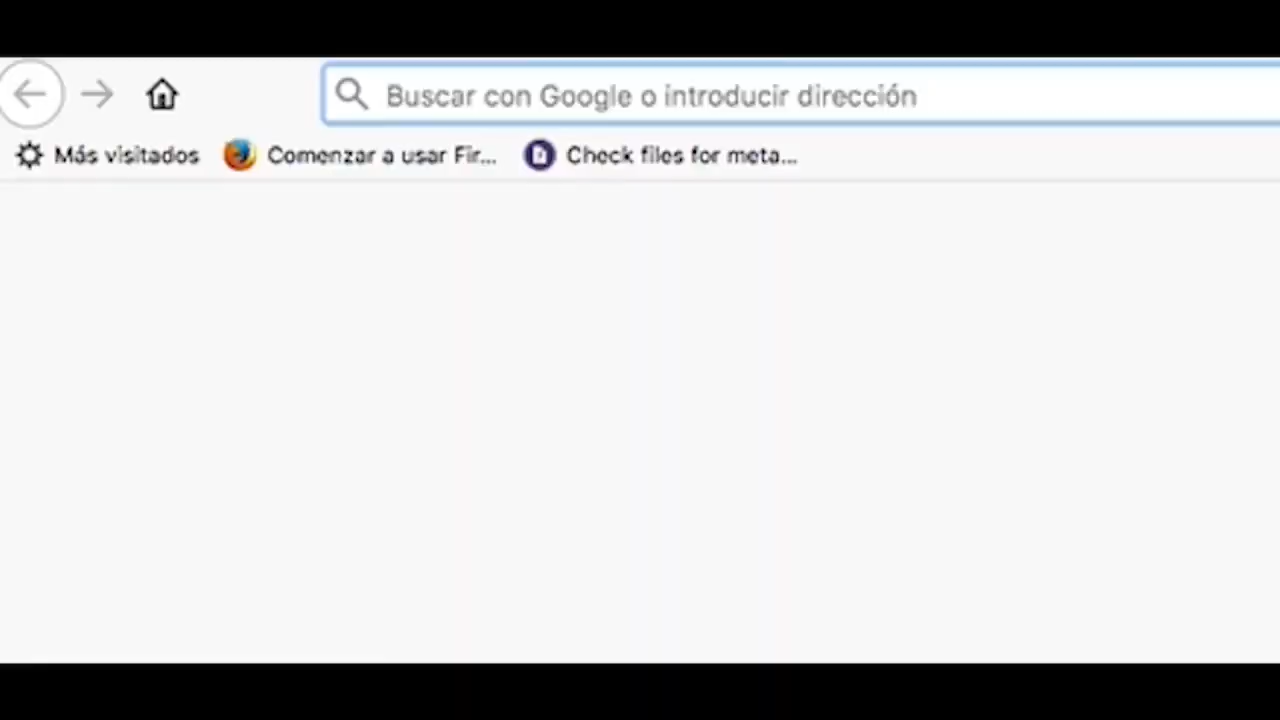 Buscar con Google o introducir dirección
Más visitados Comenzar a usar Fir... Check files for meta...